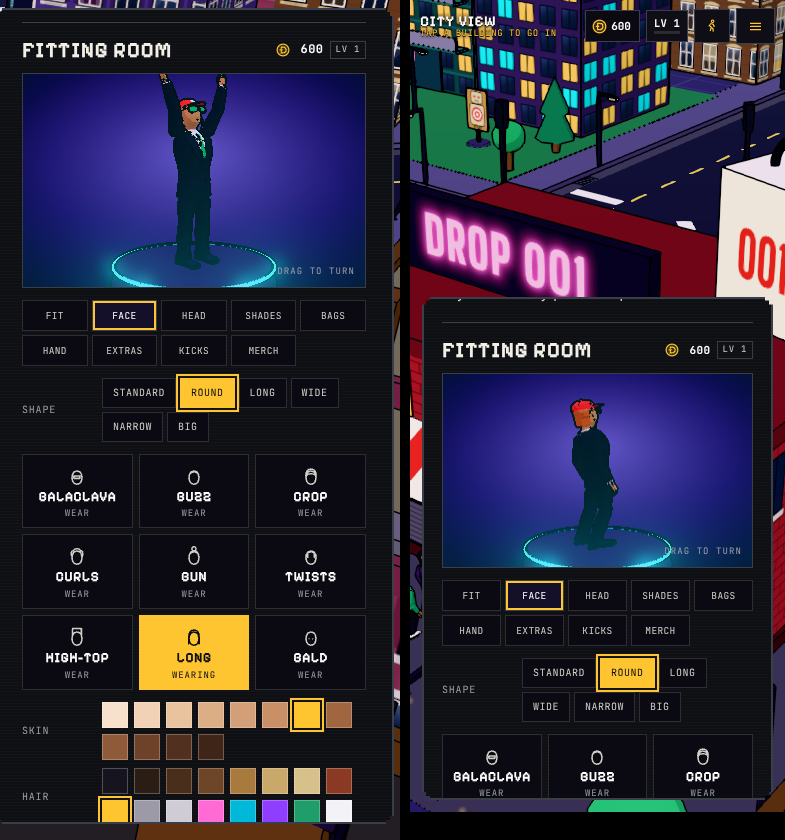 FITTING ROOM
600
LV 1
DRAG TO TURN
FIT
FACE
HEAD
SHADES
BAGS
HAND
EXTRAS
KICKS
MERCH
SHAPE
STANDARD
ROUND
LONG
WIDE
NARROW
BIG
BALACLAVA
WEAR
BUZZ
WEAR
CROP
WEAR
CURLS
WEAR
BUN
WEAR
TWISTS
WEAR
HIGH-TOP
WEAR
LONG
WEARING
BALD
WEAR
SKIN
HAIR
CITY VIEW
TAP A BUILDING TO GO IN
600
LV 1
DROP 001
001
FITTING ROOM
600
LV 1
DRAG TO TURN
FIT
FACE
HEAD
SHADES
BAGS
HAND
EXTRAS
KICKS
MERCH
SHAPE
STANDARD
ROUND
LONG
WIDE
NARROW
BIG
BALACLAVA
WEAR
BUZZ
WEAR
CROP
WEAR